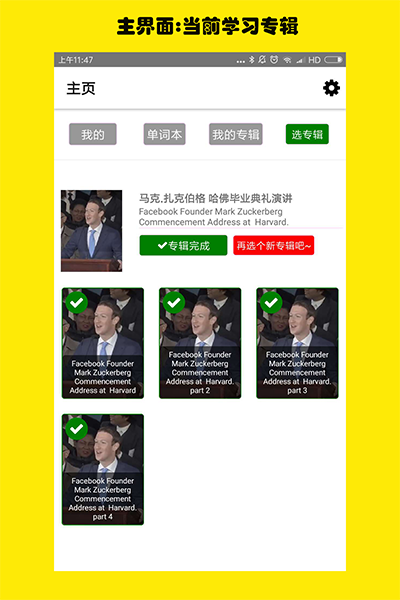 主界面:当前学习专辑
上午11:47
... HD
主页
我的 单词本 我的专辑 选专辑
马克.扎克伯格 哈佛毕业典礼演讲
Facebook Founder Mark Zuckerberg
Commencement Address at Harvard.
专辑完成 再选个新专辑吧~
Facebook Founder
Mark Zuckerberg
Commencement
Address at Harvard
Facebook Founder
Mark Zuckerberg
Commencement
Address at Harvard.
part 2
Facebook Founder
Mark Zuckerberg
Commencement
Address at Harvard.
part 3
Facebook Founder
Mark Zuckerberg
Commencement
Address at Harvard.
part 4